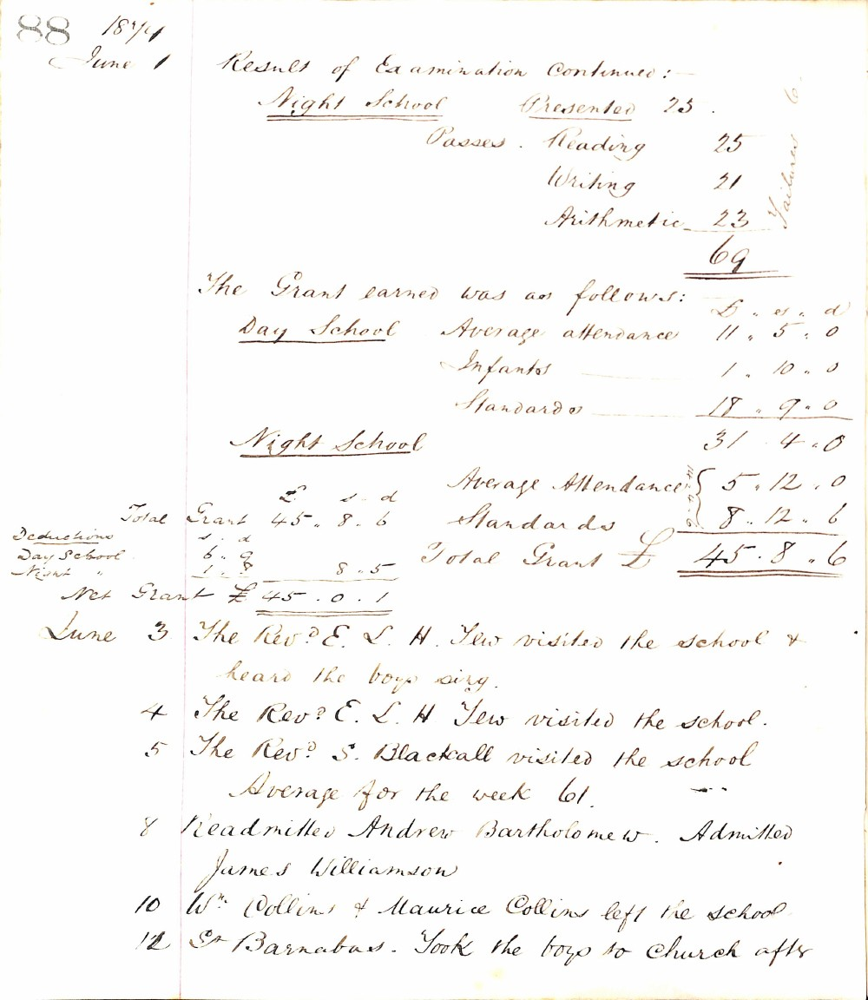 88 1874
June 1 Result of Examination continued:—
Night School Presented 25.
Passes. Reading 25
Writing 21
Arithmetic 23
69
Failures 6.
The Grant earned was as follows:—
£ „ s „ d
Day School Average attendance 11 „ 5 „ 0
Infants 1 „ 10 „ 0
Standards 18 „ 9 „ 0
31 . 4 „ 0
Night School
Average Attendance 5 „ 12 „ 0
Standards 8 „ 12 „ 6
14.4.6
Total Grant £ 45 . 8 „ 6
£ s. d
Total Grant 45 „ 8 . 6
Deductions s. d
Day School 6 . 9
Night „ 1 . 8 8 . 5
Net Grant £ 45 . 0 . 1
June 3 The Revd. E. L. H. Tew visited the school &
heard the boys sing.
4 The Revd. E. L. H Tew visited the school.
5 The Revd. S. Blackall visited the school
Average for the week 61.
8 Readmitted Andrew Bartholomew. Admitted
James Williamson
10 Wm. Collins & Maurice Collins left the school
12 St Barnabas. Took the boys to church after